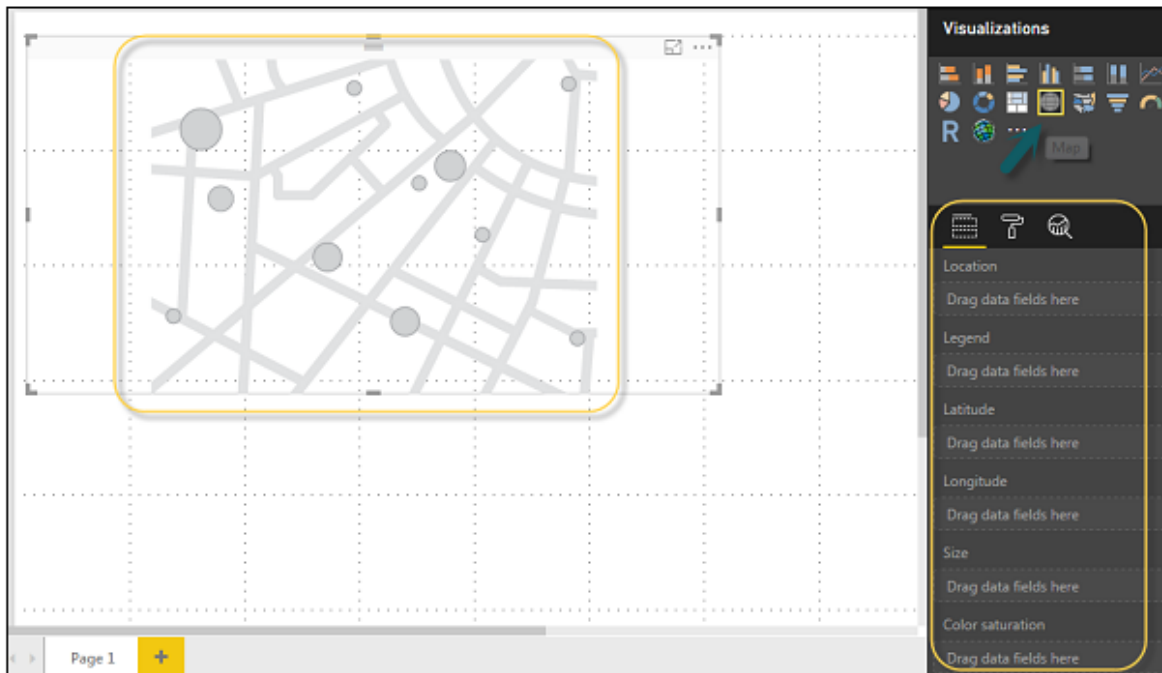 Visualizations
R
Map
Location
Drag data fields here
Legend
Drag data fields here
Latitude
Drag data fields here
Longitude
Drag data fields here
Size
Drag data fields here
Color saturation
Drag data fields here
Page 1